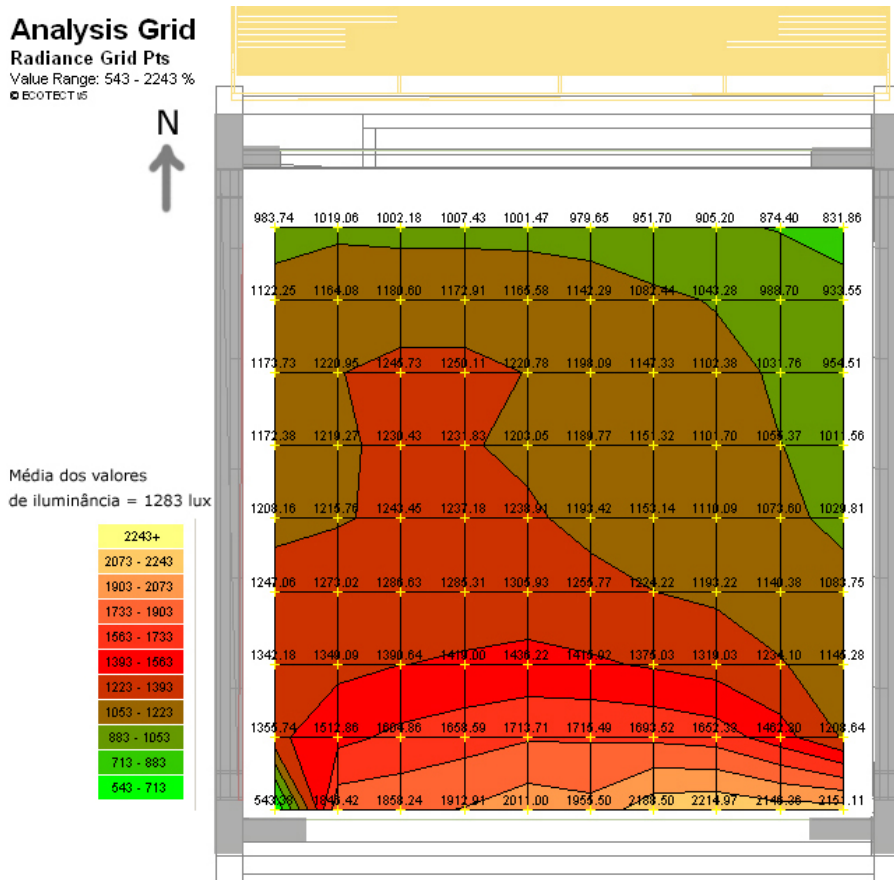 Analysis Grid
Radiance Grid Pts
Value Range: 543 - 2243 %
© ECOTECT v5
N
983.74 1019.06 1002.18 1007.43 1001.47 979.65 951.70 905.20 874.40 831.86
1122.25 1164.08 1180.60 1172.91 1165.58 1142.29 1082.44 1043.28 988.70 933.55
1173.73 1220.95 1245.73 1250.11 1220.78 1198.09 1147.33 1102.38 1031.76 954.51
1172.38 1219.27 1230.43 1231.83 1203.05 1189.77 1151.32 1101.70 1055.37 1011.56
Média dos valores
de iluminância = 1283 lux
1208.16 1215.76 1243.45 1237.18 1238.91 1193.42 1153.14 1110.09 1073.60 1029.81
2243+
2073 - 2243
1903 - 2073
1733 - 1903
1563 - 1733
1393 - 1563
1223 - 1393
1053 - 1223
883 - 1053
713 - 883
543 - 713
1247.06 1273.02 1286.63 1285.31 1305.93 1255.77 1224.22 1193.22 1140.38 1083.75
1342.18 1349.09 1390.64 1419.00 1436.22 1415.92 1375.03 1319.03 1234.10 1145.28
1355.74 1512.86 1604.86 1658.59 1713.71 1715.49 1693.52 1652.33 1462.30 1208.64
543.38 1845.42 1858.24 1912.91 2011.00 1955.50 2188.50 2214.97 2146.36 2151.11